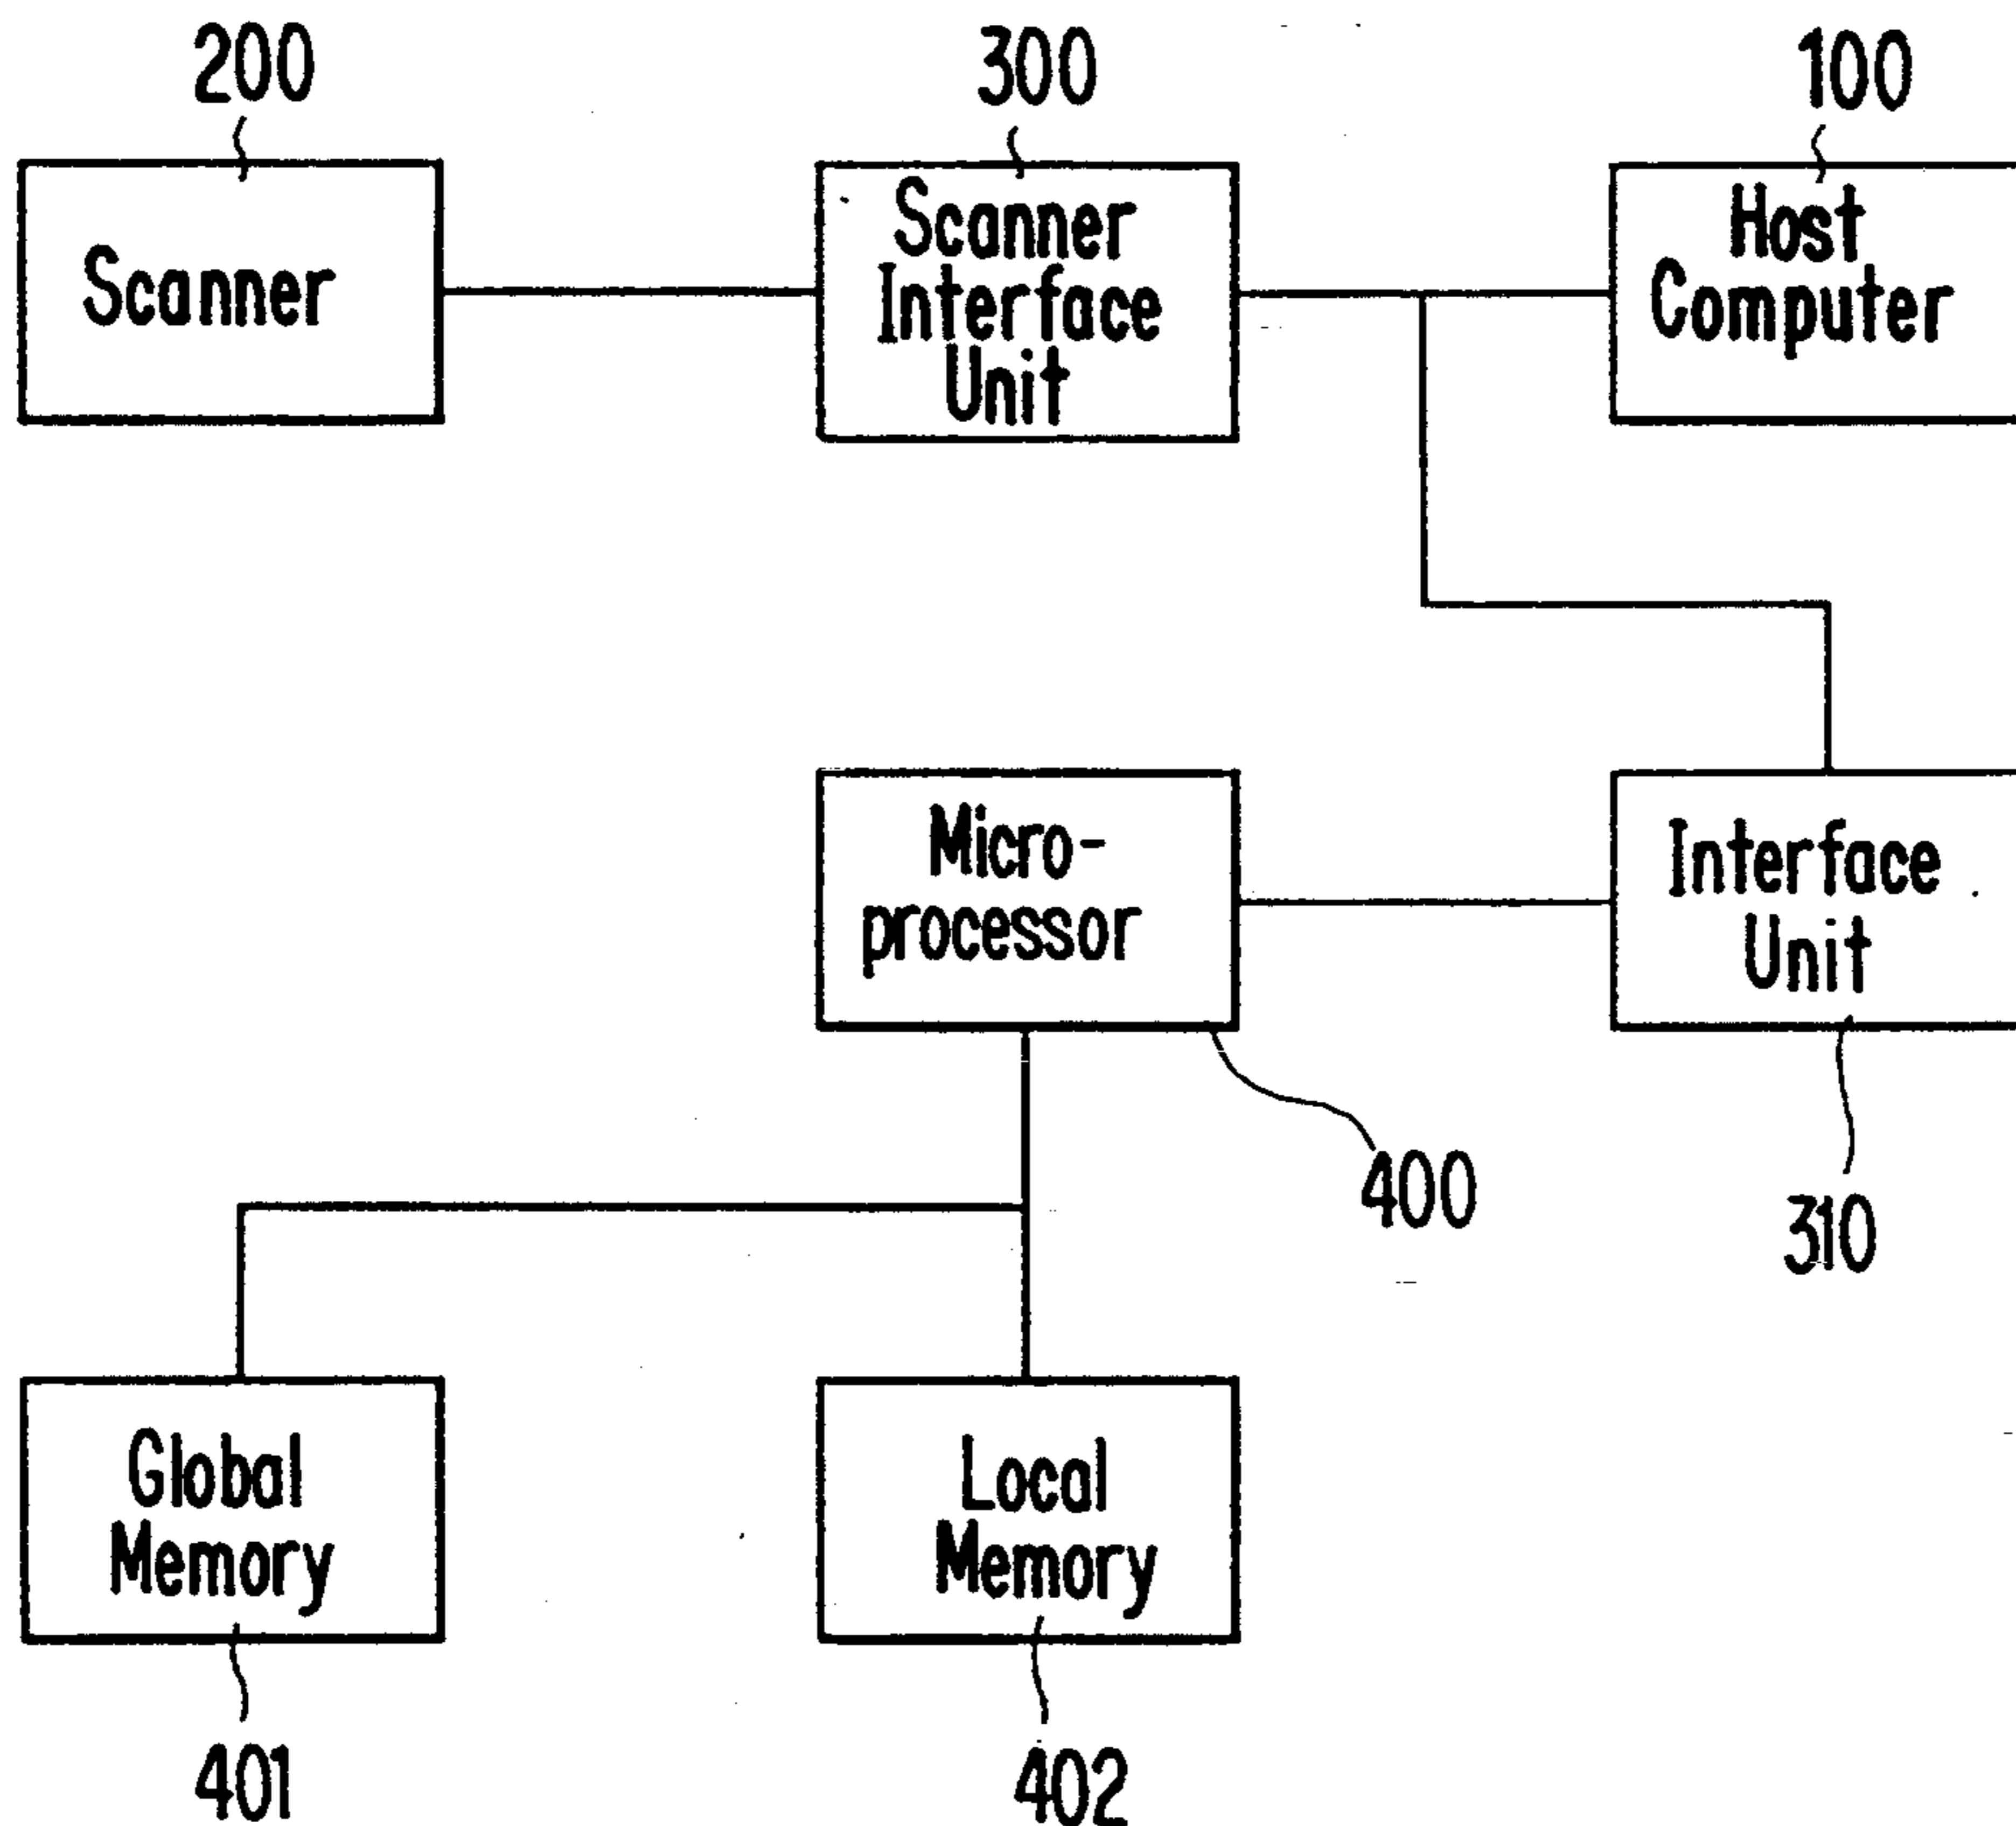 200
300
100
Scanner
Scanner
Interface
Unit
Host
Computer
Micro-
processor
Interface
Unit
400
310
Global
Memory
Local
Memory
401
402